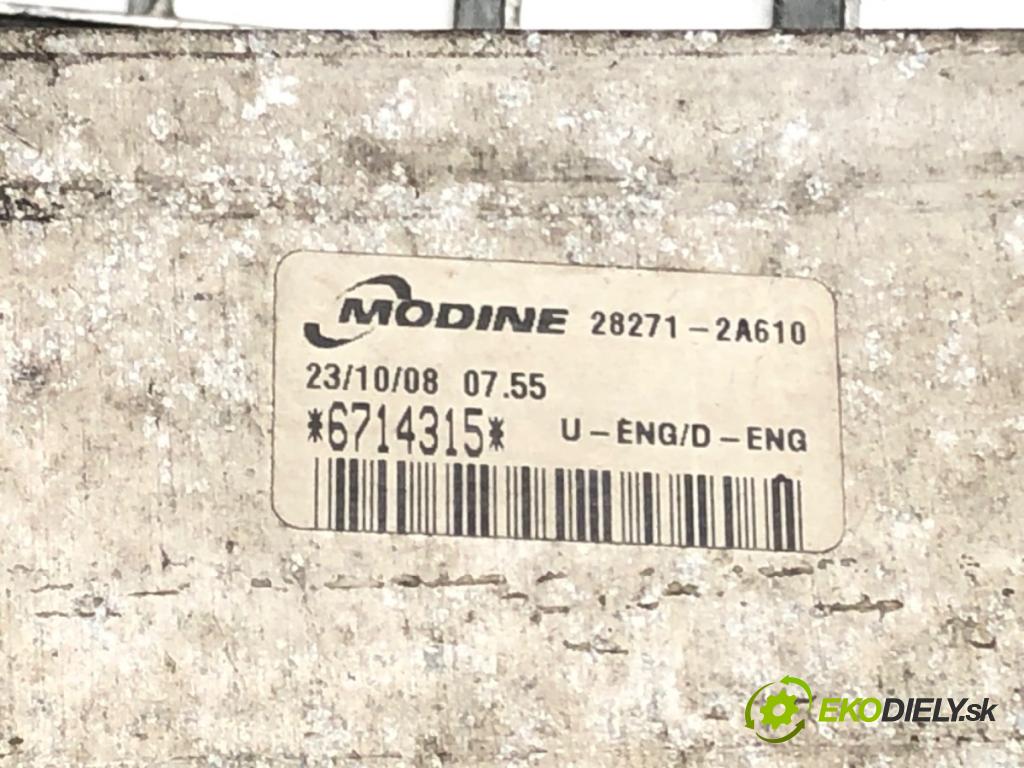 MODINE 28271-2A610
23/10/08 07.55
*6714315* U-ENG/D-ENG
EKODIELY.sk